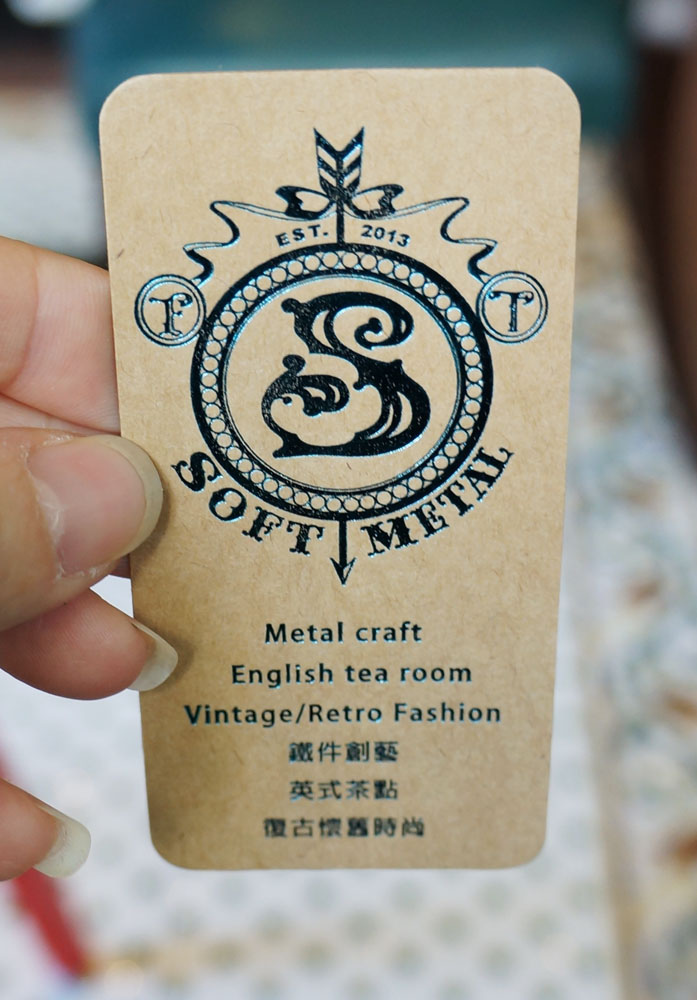 EST. 2013
F
T
S
SOFT METAL
Metal craft
English tea room
Vintage/Retro Fashion
鐵件創藝
英式茶點
復古懷舊時尚